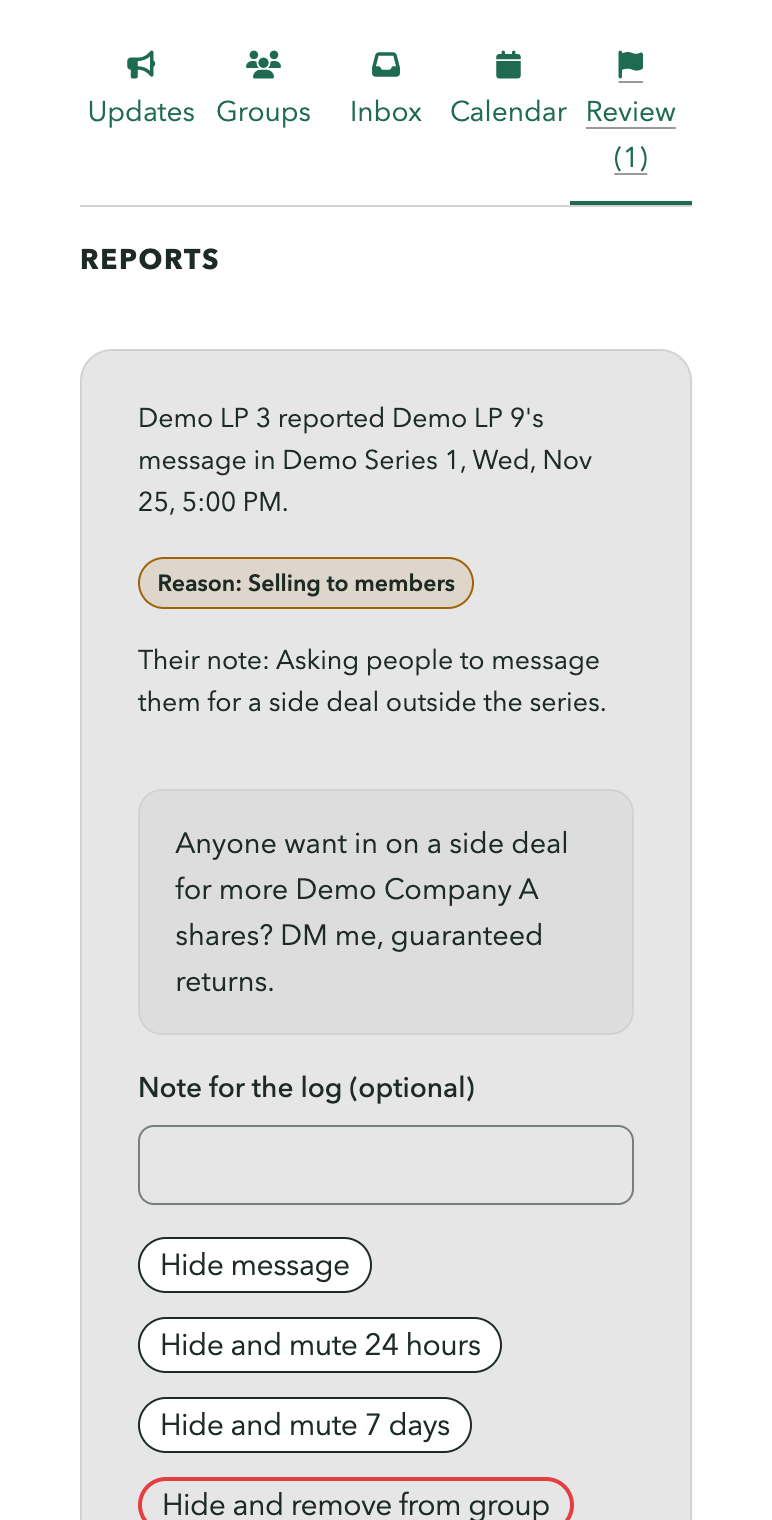 Updates Groups Inbox Calendar Review
(1)
REPORTS
Demo LP 3 reported Demo LP 9's
message in Demo Series 1, Wed, Nov
25, 5:00 PM.
Reason: Selling to members
Their note: Asking people to message
them for a side deal outside the series.
Anyone want in on a side deal
for more Demo Company A
shares? DM me, guaranteed
returns.
Note for the log (optional)
Hide message
Hide and mute 24 hours
Hide and mute 7 days
Hide and remove from group